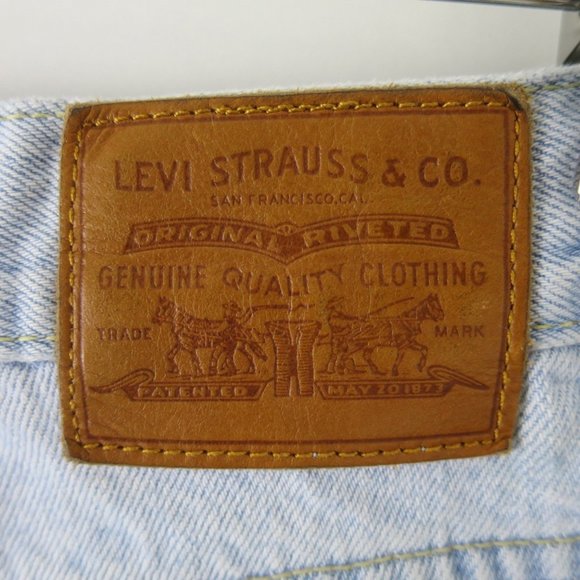 LEVI STRAUSS & CO.
SAN FRANCISCO, CAL.
ORIGINAL RIVETED
GENUINE QUALITY CLOTHING
TRADE MARK
PATENTED MAY 20 1873